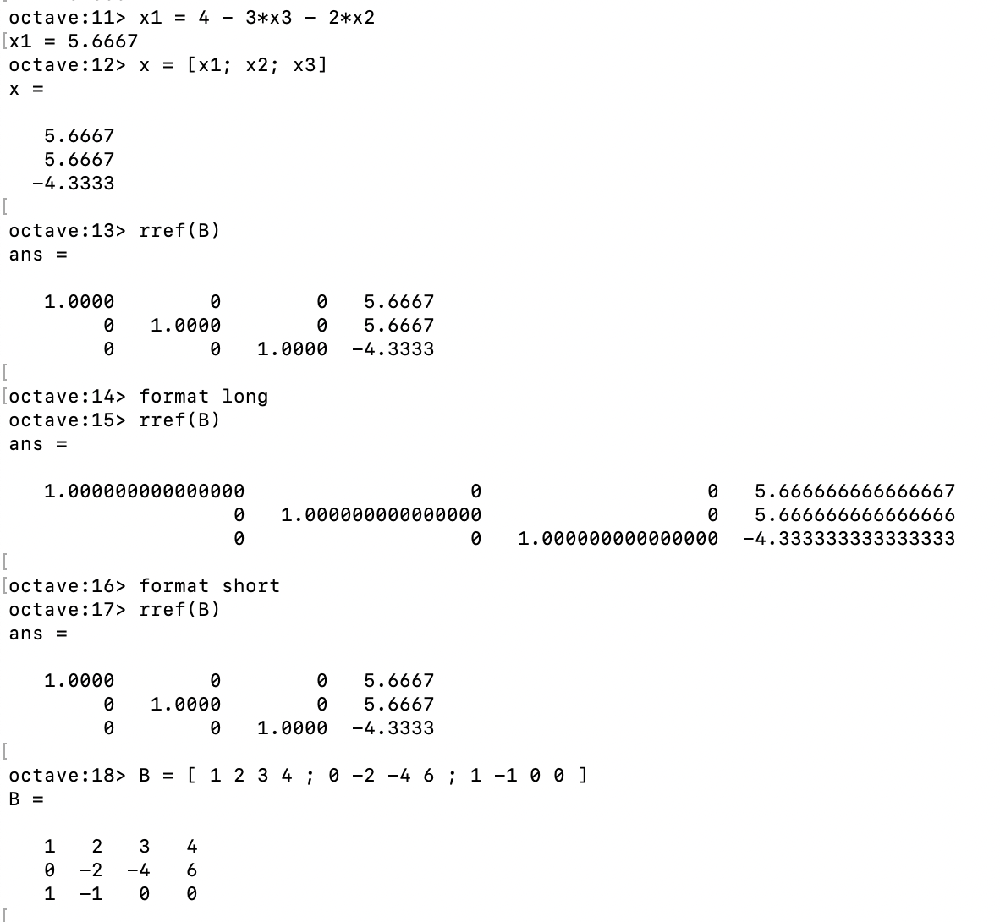 octave:11> x1 = 4 - 3*x3 - 2*x2
x1 = 5.6667
octave:12> x = [x1; x2; x3]
x =

   5.6667
   5.6667
  -4.3333

octave:13> rref(B)
ans =

   1.0000        0        0   5.6667
        0   1.0000        0   5.6667
        0        0   1.0000  -4.3333

octave:14> format long
octave:15> rref(B)
ans =

   1.000000000000000                   0                   0   5.666666666666667
                   0   1.000000000000000                   0   5.666666666666666
                   0                   0   1.000000000000000  -4.333333333333333

octave:16> format short
octave:17> rref(B)
ans =

   1.0000        0        0   5.6667
        0   1.0000        0   5.6667
        0        0   1.0000  -4.3333

octave:18> B = [ 1 2 3 4 ; 0 -2 -4 6 ; 1 -1 0 0 ]
B =

   1   2   3   4
   0  -2  -4   6
   1  -1   0   0